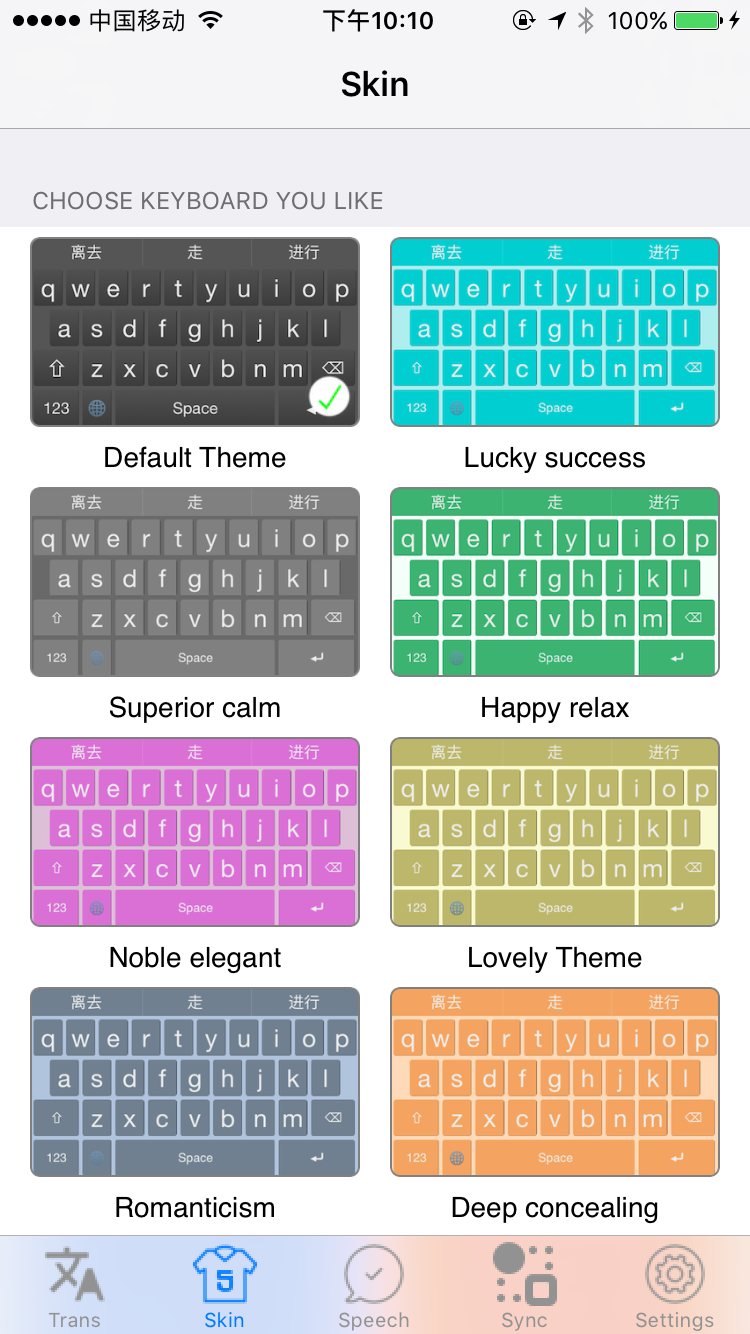 中国移动 下午10:10 100%
Skin
CHOOSE KEYBOARD YOU LIKE
离去 走 进行
q w e r t y u i o p
a s d f g h j k l
z x c v b n m
123 Space
Default Theme
离去 走 进行
q w e r t y u i o p
a s d f g h j k l
z x c v b n m
123 Space
Lucky success
离去 走 进行
q w e r t y u i o p
a s d f g h j k l
z x c v b n m
123 Space
Superior calm
离去 走 进行
q w e r t y u i o p
a s d f g h j k l
z x c v b n m
123 Space
Happy relax
离去 走 进行
q w e r t y u i o p
a s d f g h j k l
z x c v b n m
123 Space
Noble elegant
离去 走 进行
q w e r t y u i o p
a s d f g h j k l
z x c v b n m
123 Space
Lovely Theme
离去 走 进行
q w e r t y u i o p
a s d f g h j k l
z x c v b n m
123 Space
Romanticism
离去 走 进行
q w e r t y u i o p
a s d f g h j k l
z x c v b n m
123 Space
Deep concealing
文A
5
Trans Skin Speech Sync Settings